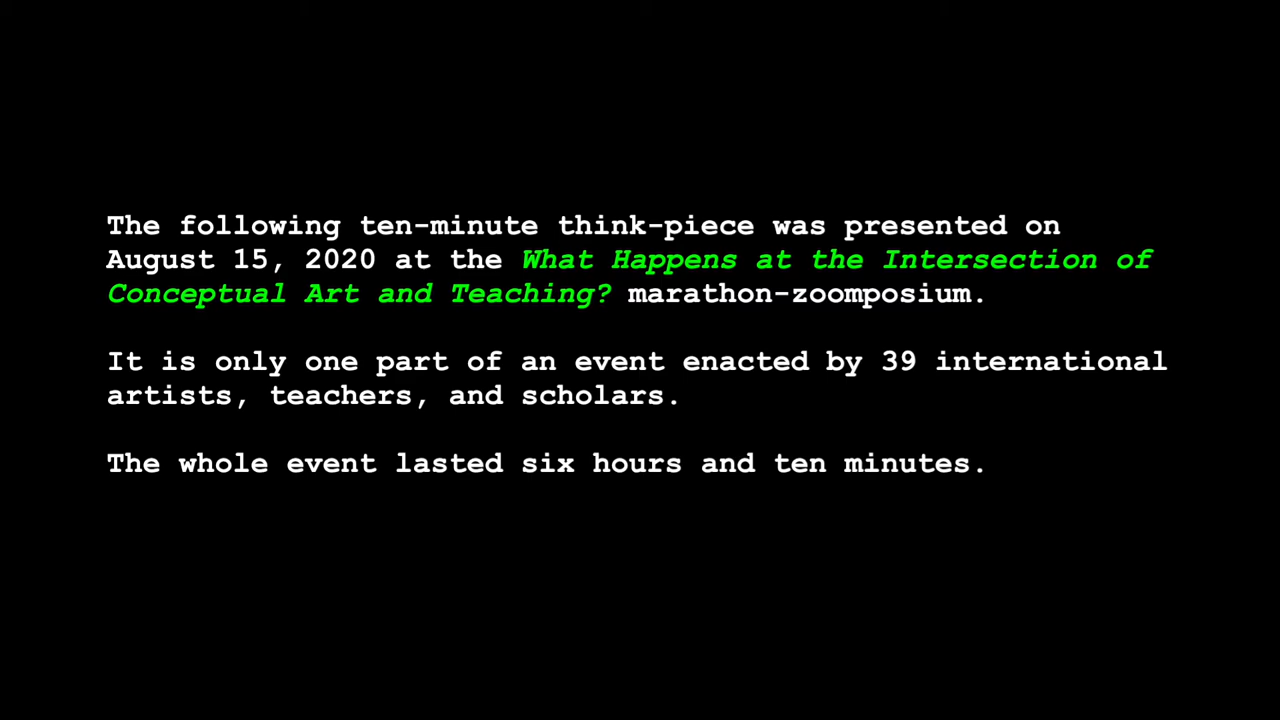 The following ten-minute think-piece was presented on
August 15, 2020 at the What Happens at the Intersection of
Conceptual Art and Teaching? marathon-zoomposium.
It is only one part of an event enacted by 39 international
artists, teachers, and scholars.
The whole event lasted six hours and ten minutes.